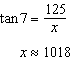 tan 7 = 125/x
x ≈ 1018